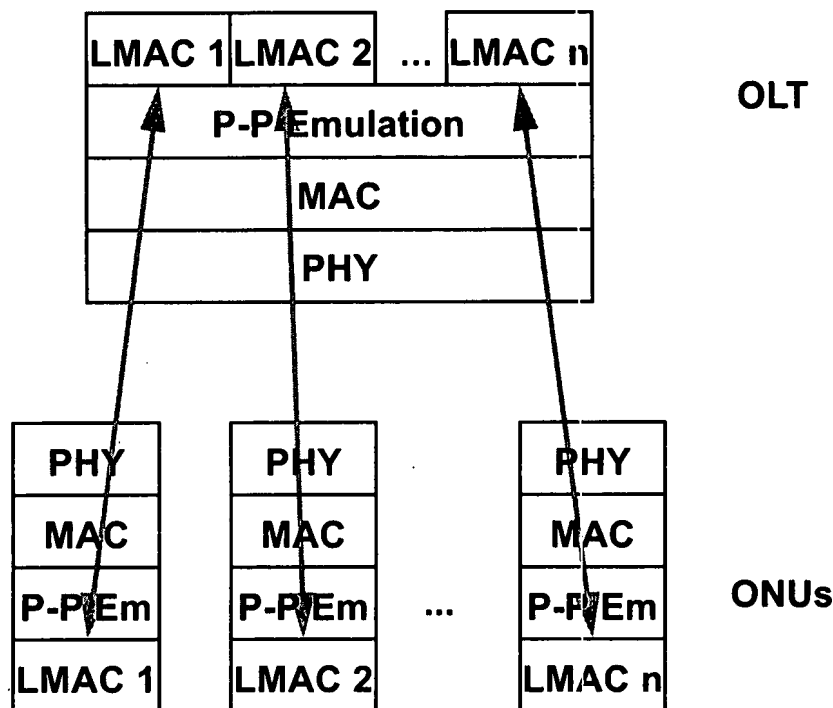 LMAC 1 LMAC 2 ... LMAC n
OLT
P-P Emulation
MAC
PHY
PHY PHY PHY
MAC MAC MAC
P-P Em P-P Em ... P-P Em
ONUs
LMAC 1 LMAC 2 LMAC n